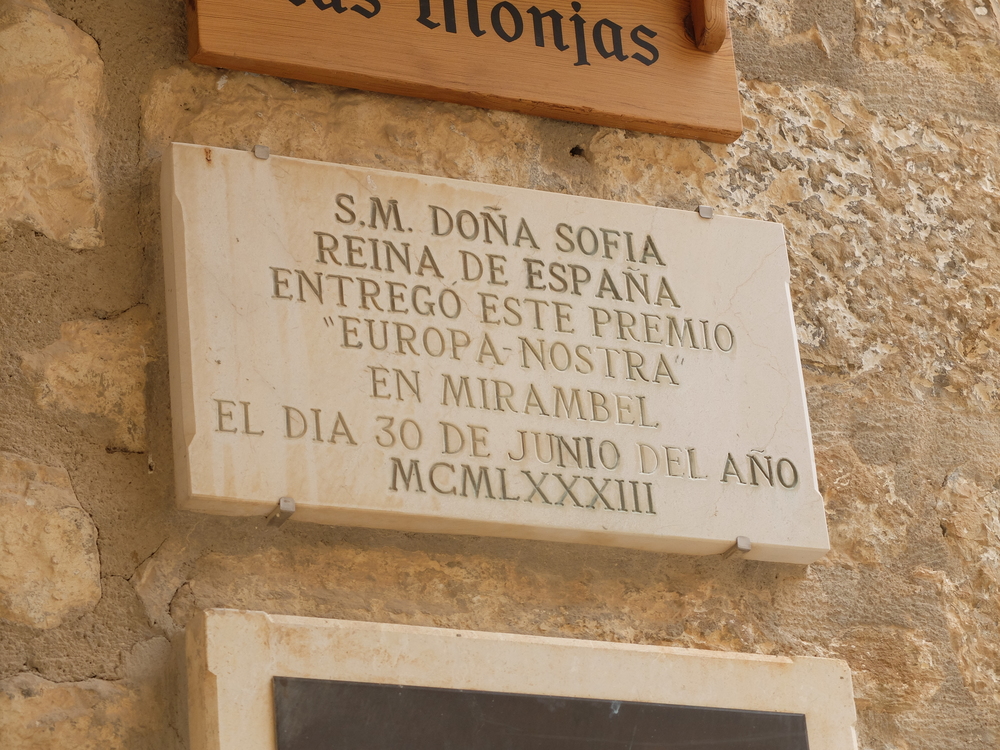 las Monjas
S.M. DOÑA SOFIA
REINA DE ESPAÑA
ENTREGÓ ESTE PREMIO
"EUROPA-NOSTRA"
EN MIRAMBEL
EL DIA 30 DE JUNIO DEL AÑO
MCMLXXXIII